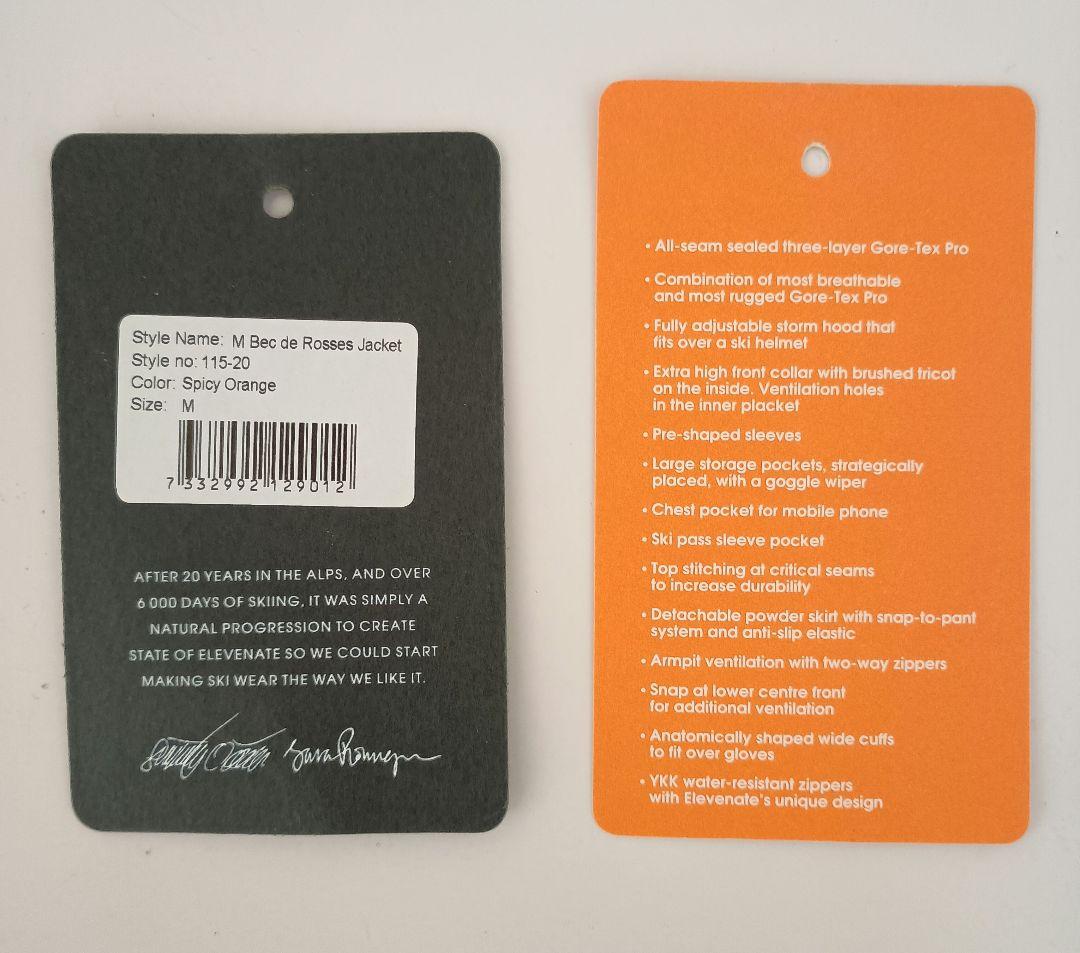 Style Name: M Bec de Rosses Jacket
Style no: 115-20
Color: Spicy Orange
Size: M
7 332992 129012
AFTER 20 YEARS IN THE ALPS, AND OVER
6 000 DAYS OF SKIING, IT WAS SIMPLY A
NATURAL PROGRESSION TO CREATE
STATE OF ELEVENATE SO WE COULD START
MAKING SKI WEAR THE WAY WE LIKE IT.
• All-seam sealed three-layer Gore-Tex Pro
• Combination of most breathable
and most rugged Gore-Tex Pro
• Fully adjustable storm hood that
fits over a ski helmet
• Extra high front collar with brushed tricot
on the inside. Ventilation holes
in the inner placket
• Pre-shaped sleeves
• Large storage pockets, strategically
placed, with a goggle wiper
• Chest pocket for mobile phone
• Ski pass sleeve pocket
• Top stitching at critical seams
to increase durability
• Detachable powder skirt with snap-to-pant
system and anti-slip elastic
• Armpit ventilation with two-way zippers
• Snap at lower centre front
for additional ventilation
• Anatomically shaped wide cuffs
to fit over gloves
• YKK water-resistant zippers
with Elevenate's unique design